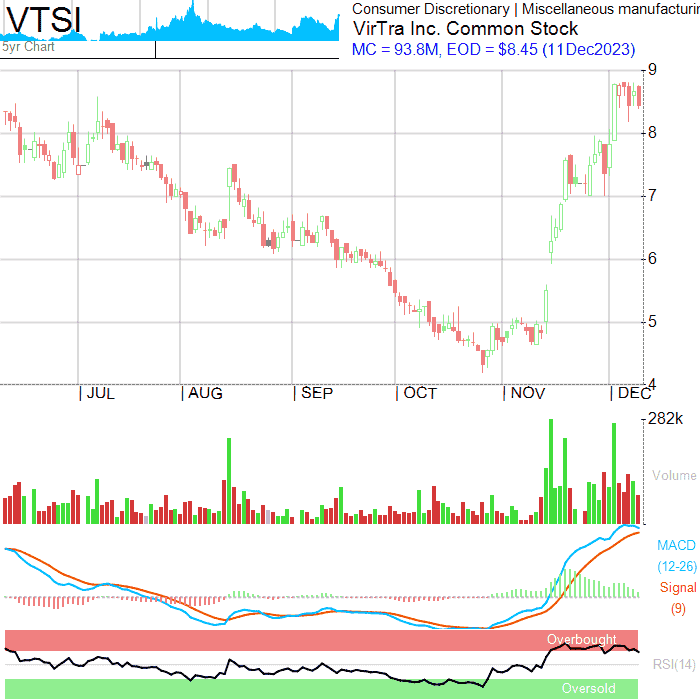 VTSI
5yr Chart
Consumer Discretionary | Miscellaneous manufacturin
VirTra Inc. Common Stock
MC = 93.8M, EOD = $8.45 (11Dec2023)
9
8
7
6
5
4
| JUL | AUG | SEP | OCT | NOV | DEC
282k
Volume
MACD
(12-26)
Signal
(9)
Overbought
RSI(14)
Oversold